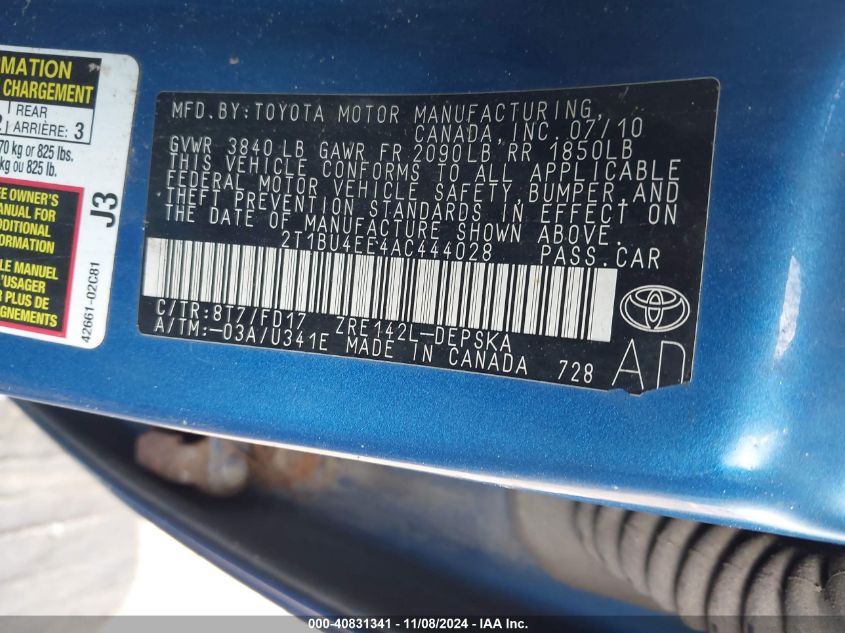 MATION
CHARGEMENT
REAR
ARRIÈRE: 3
70 kg or 825 lbs.
kg ou 825 lb.
OWNER'S
ANUAL FOR
DDITIONAL
ORMATION
LE MANUEL
L'USAGER
R PLUS DE
J3
42661-02C81
MFD. BY: TOYOTA MOTOR MANUFACTURING,
CANADA, INC. 07/10
GVWR 3840 LB GAWR FR 2090LB, RR 1850LB
THIS VEHICLE CONFORMS TO ALL APPLICABLE
FEDERAL MOTOR VEHICLE SAFETY, BUMPER, AND
THEFT PREVENTION STANDARDS IN EFFECT ON
THE DATE OF MANUFACTURE SHOWN ABOVE.
2T1BU4EE4AC444028 PASS.CAR
C/TR: 8T7/FD17 ZRE142L-DEPSKA
A/TM: -03A/U341E MADE IN CANADA 728
AD
000-40831341 - 11/08/2024 - IAAI Inc.